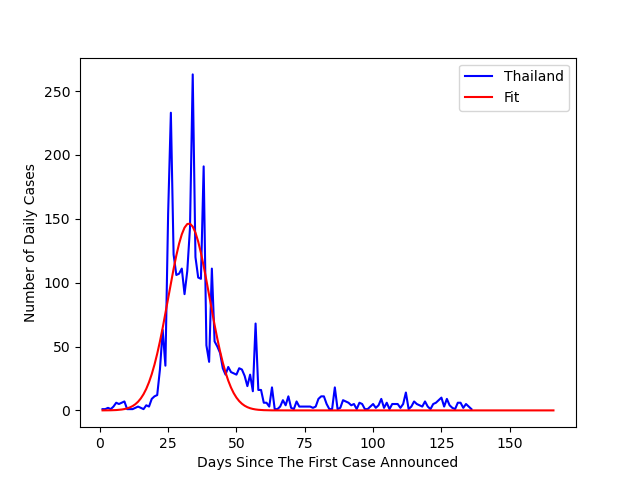 Thailand
Fit
250
200
150
100
50
0
Number of Daily Cases
0 25 50 75 100 125 150
Days Since The First Case Announced